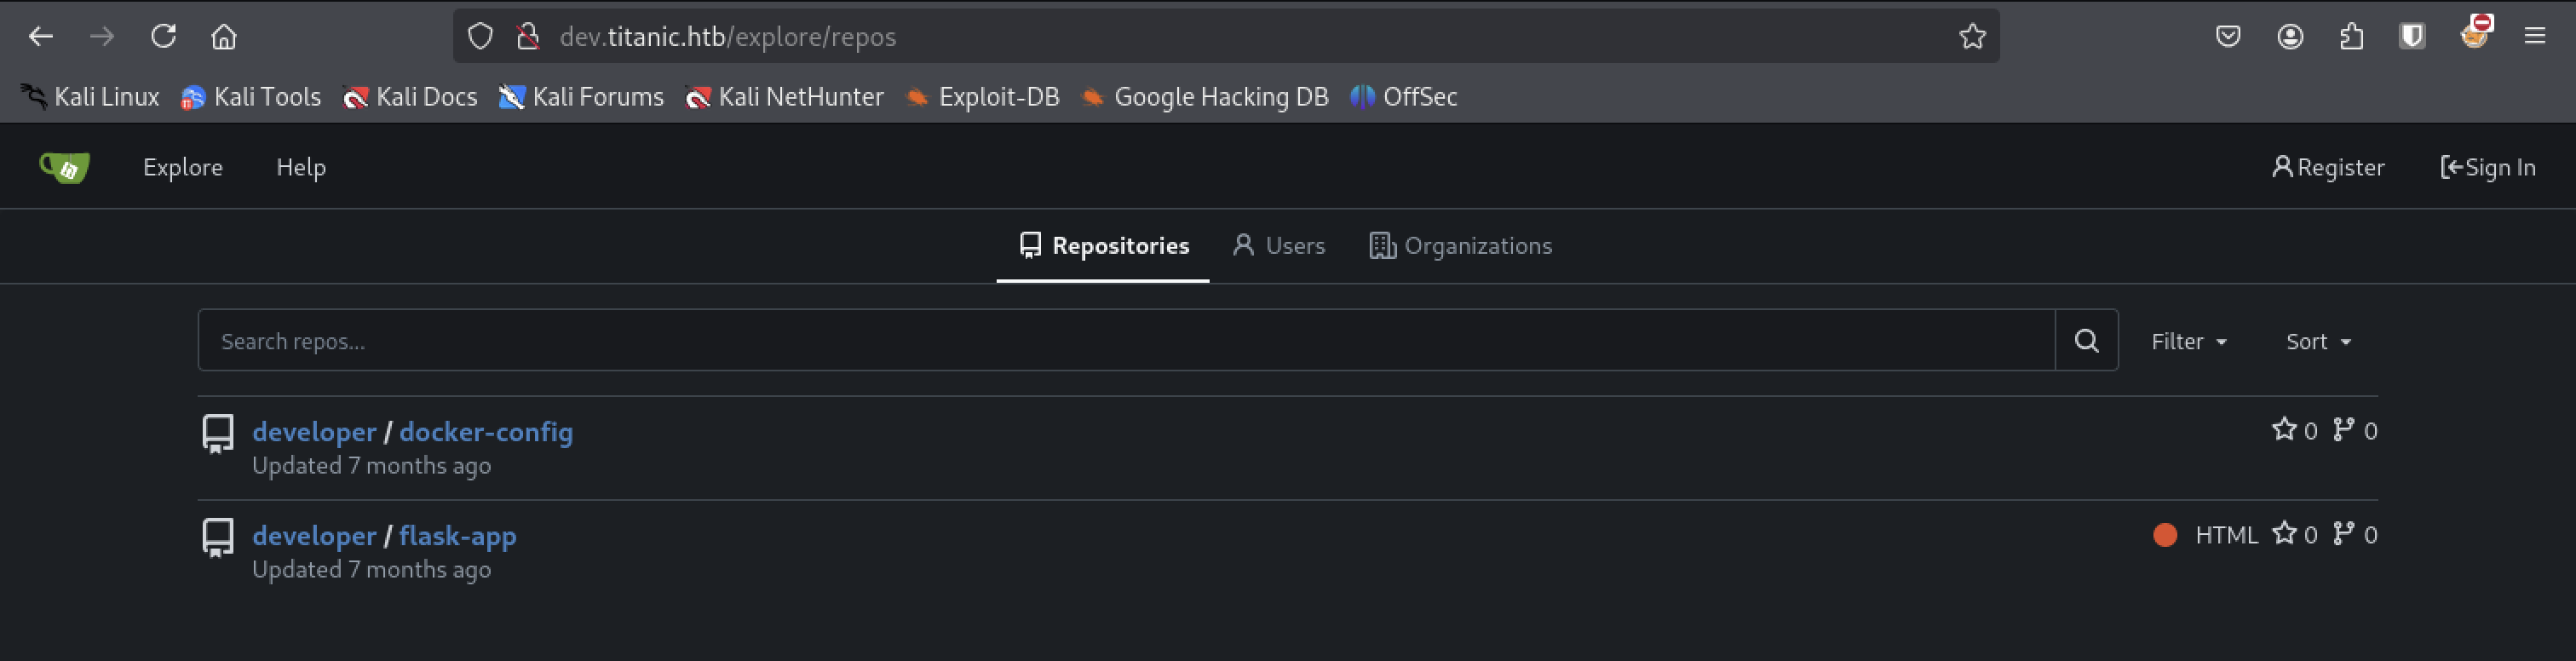 dev.titanic.htb/explore/repos
Kali Linux Kali Tools Kali Docs Kali Forums Kali NetHunter Exploit-DB Google Hacking DB OffSec
Explore Help Register Sign In
Repositories Users Organizations
Search repos... Filter Sort
developer / docker-config 0 0
Updated 7 months ago
developer / flask-app HTML 0 0
Updated 7 months ago